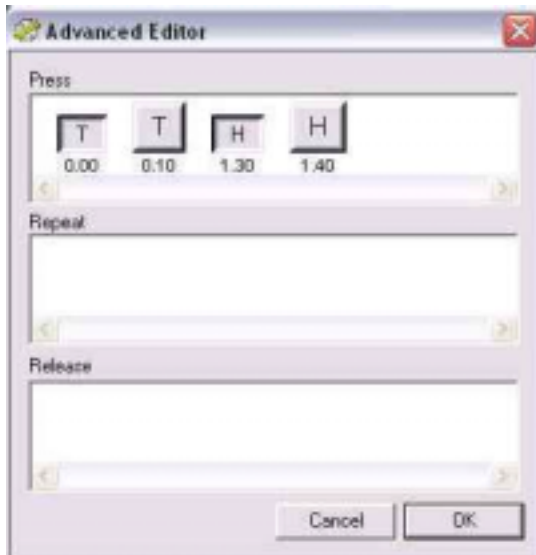 Advanced Editor
Press
T T H H
0.00 0.10 1.30 1.40
Repeat
Release
Cancel OK